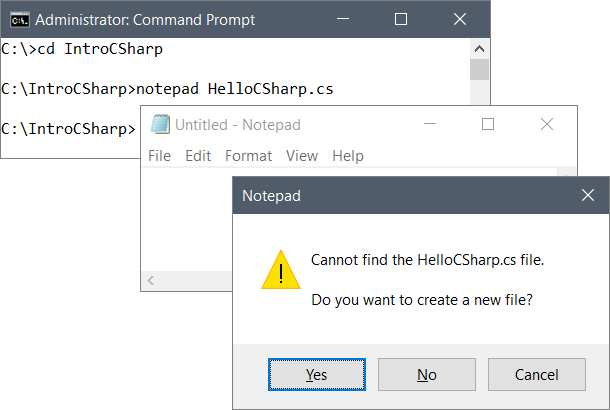 Administrator: Command Prompt
C:\>cd IntroCSharp
C:\IntroCSharp>notepad HelloCSharp.cs
C:\IntroCSharp>
Untitled - Notepad
File Edit Format View Help
Notepad
Cannot find the HelloCSharp.cs file.
Do you want to create a new file?
Yes No Cancel